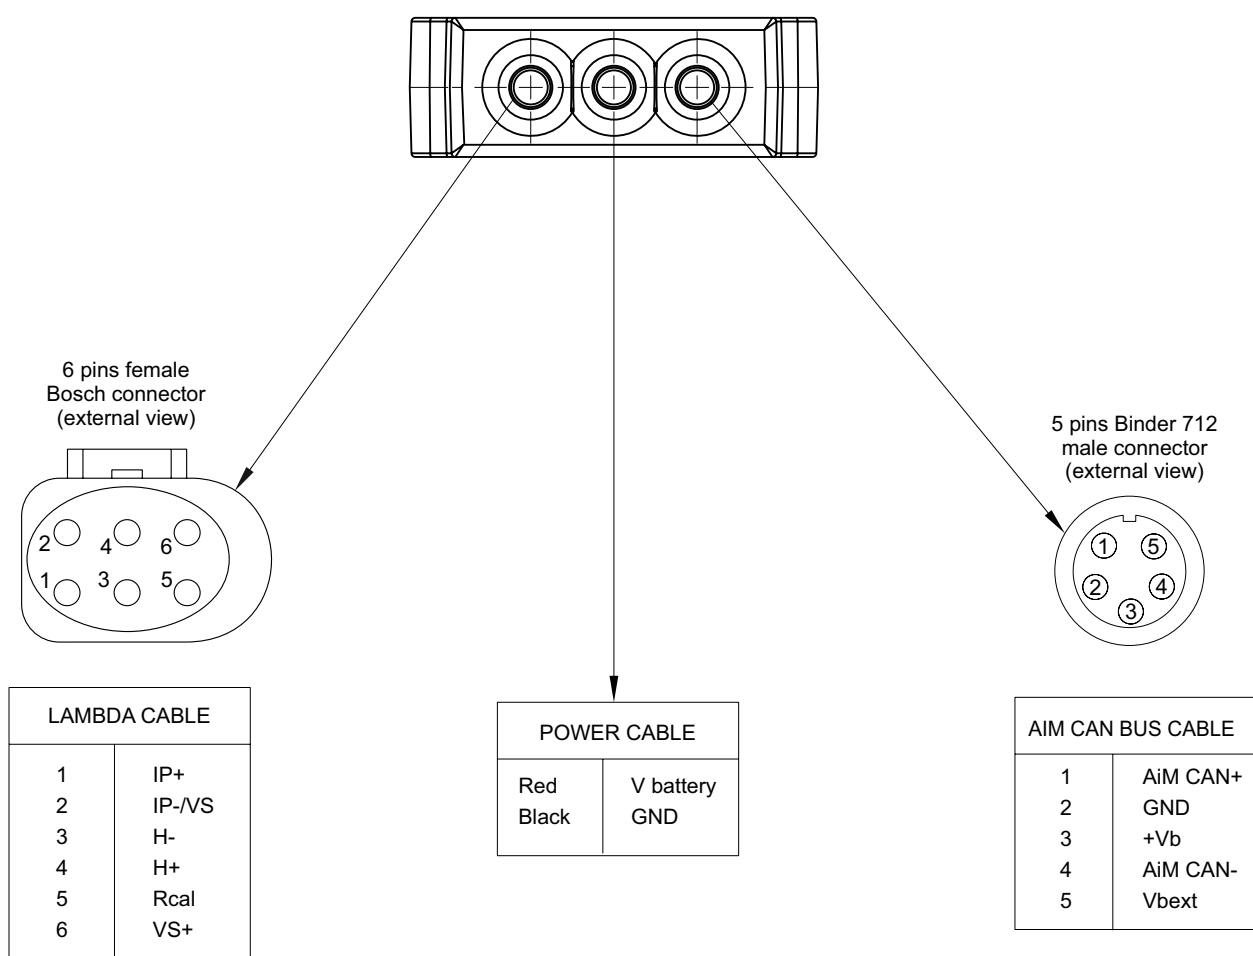 6 pins female
Bosch connector
(external view)
5 pins Binder 712
male connector
(external view)
2 4 6
1 3 5
1 5
2 4
3
LAMBDA CABLE
1 IP+
2 IP-/VS
3 H-
4 H+
5 Rcal
6 VS+
POWER CABLE
Red V battery
Black GND
AIM CAN BUS CABLE
1 AiM CAN+
2 GND
3 +Vb
4 AiM CAN-
5 Vbext